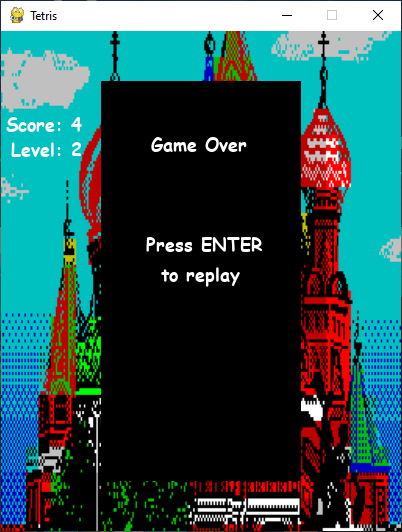 Tetris
Score: 4
Level: 2
Game Over
Press ENTER
to replay